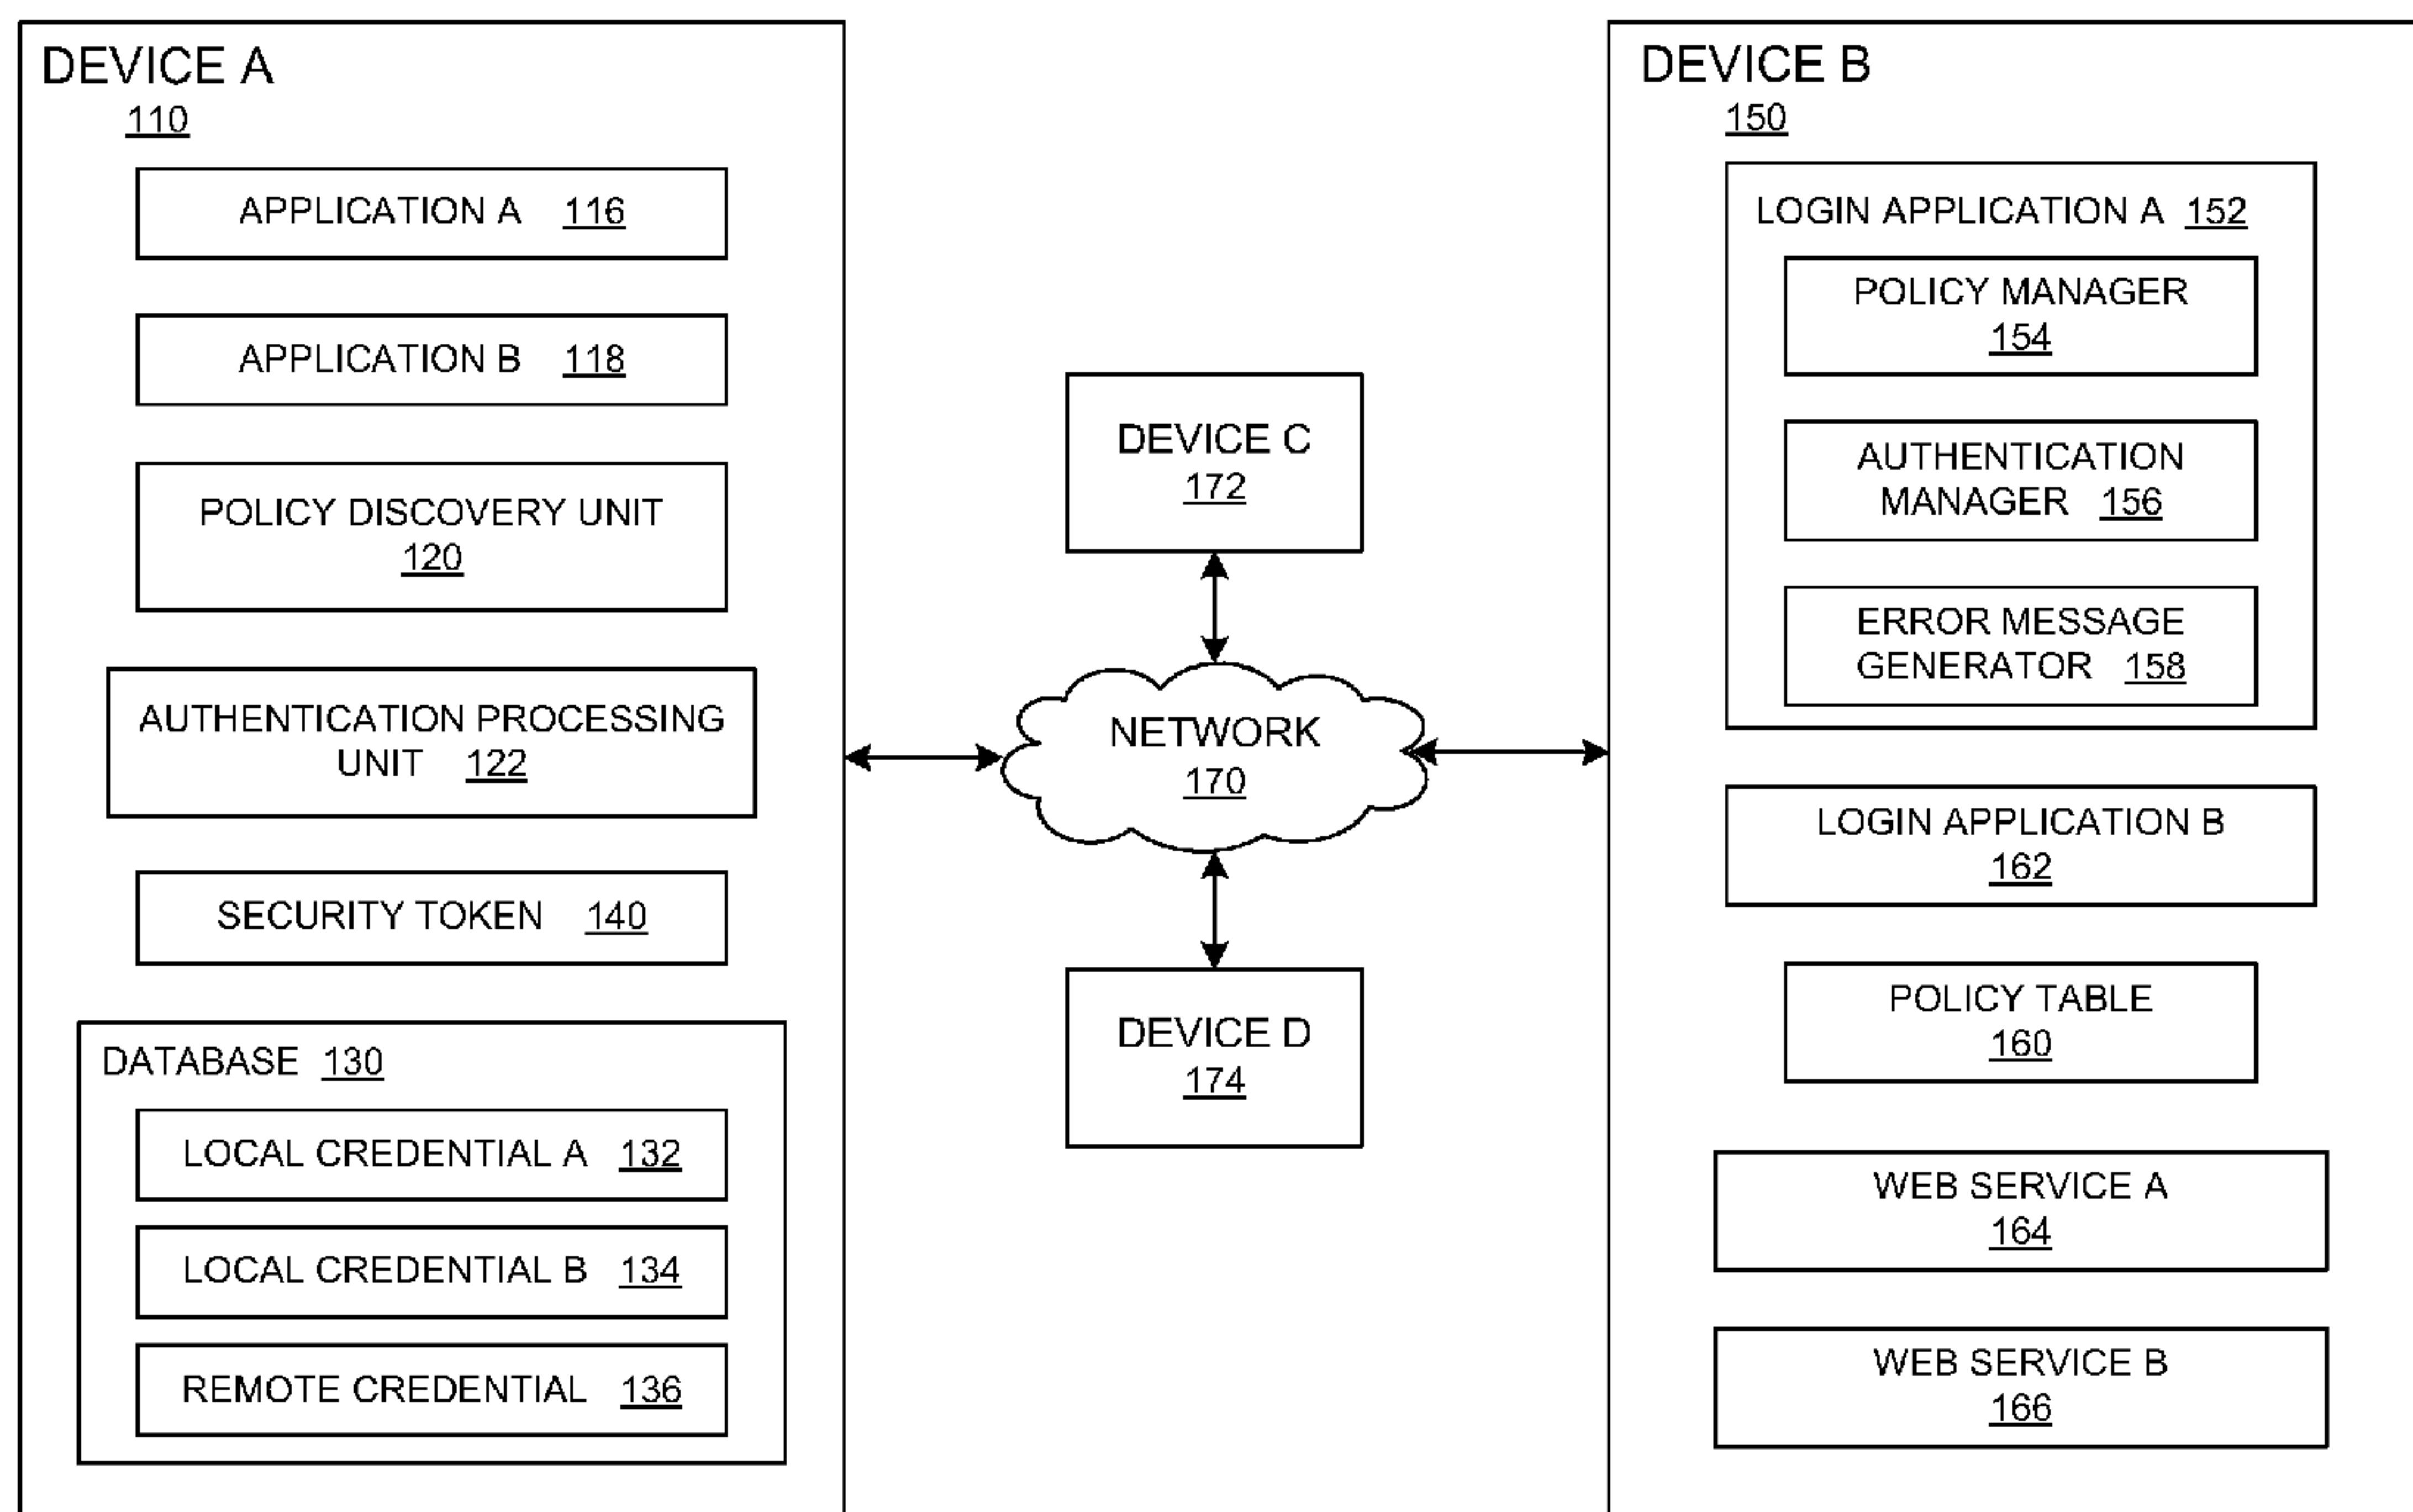 DEVICE A
110
APPLICATION A 116
APPLICATION B 118
POLICY DISCOVERY UNIT
120
AUTHENTICATION PROCESSING
UNIT 122
SECURITY TOKEN 140
DATABASE 130
LOCAL CREDENTIAL A 132
LOCAL CREDENTIAL B 134
REMOTE CREDENTIAL 136
DEVICE C
172
NETWORK
170
DEVICE D
174
DEVICE B
150
LOGIN APPLICATION A 152
POLICY MANAGER
154
AUTHENTICATION
MANAGER 156
ERROR MESSAGE
GENERATOR 158
LOGIN APPLICATION B
162
POLICY TABLE
160
WEB SERVICE A
164
WEB SERVICE B
166